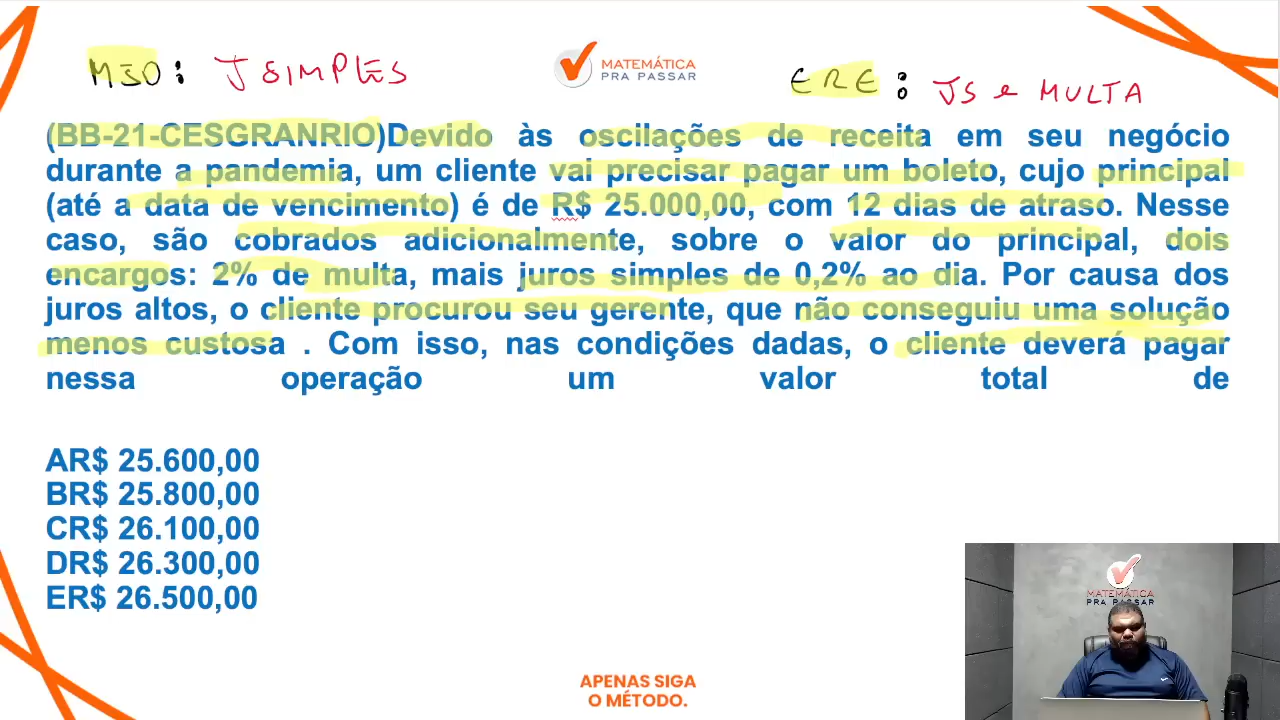 MSO: J SIMPLES
MATEMÁTICA
PRA PASSAR
ERE: JS e MULTA
(BB-21-CESGRANRIO)Devido às oscilações de receita em seu negócio
durante a pandemia, um cliente vai precisar pagar um boleto, cujo principal
(até a data de vencimento) é de R$ 25.000,00, com 12 dias de atraso. Nesse
caso, são cobrados adicionalmente, sobre o valor do principal, dois
encargos: 2% de multa, mais juros simples de 0,2% ao dia. Por causa dos
juros altos, o cliente procurou seu gerente, que não conseguiu uma solução
menos custosa . Com isso, nas condições dadas, o cliente deverá pagar
nessa operação um valor total de
AR$ 25.600,00
BR$ 25.800,00
CR$ 26.100,00
DR$ 26.300,00
ER$ 26.500,00
MATEMÁTICA
PRA PASSAR
APENAS SIGA
O MÉTODO.